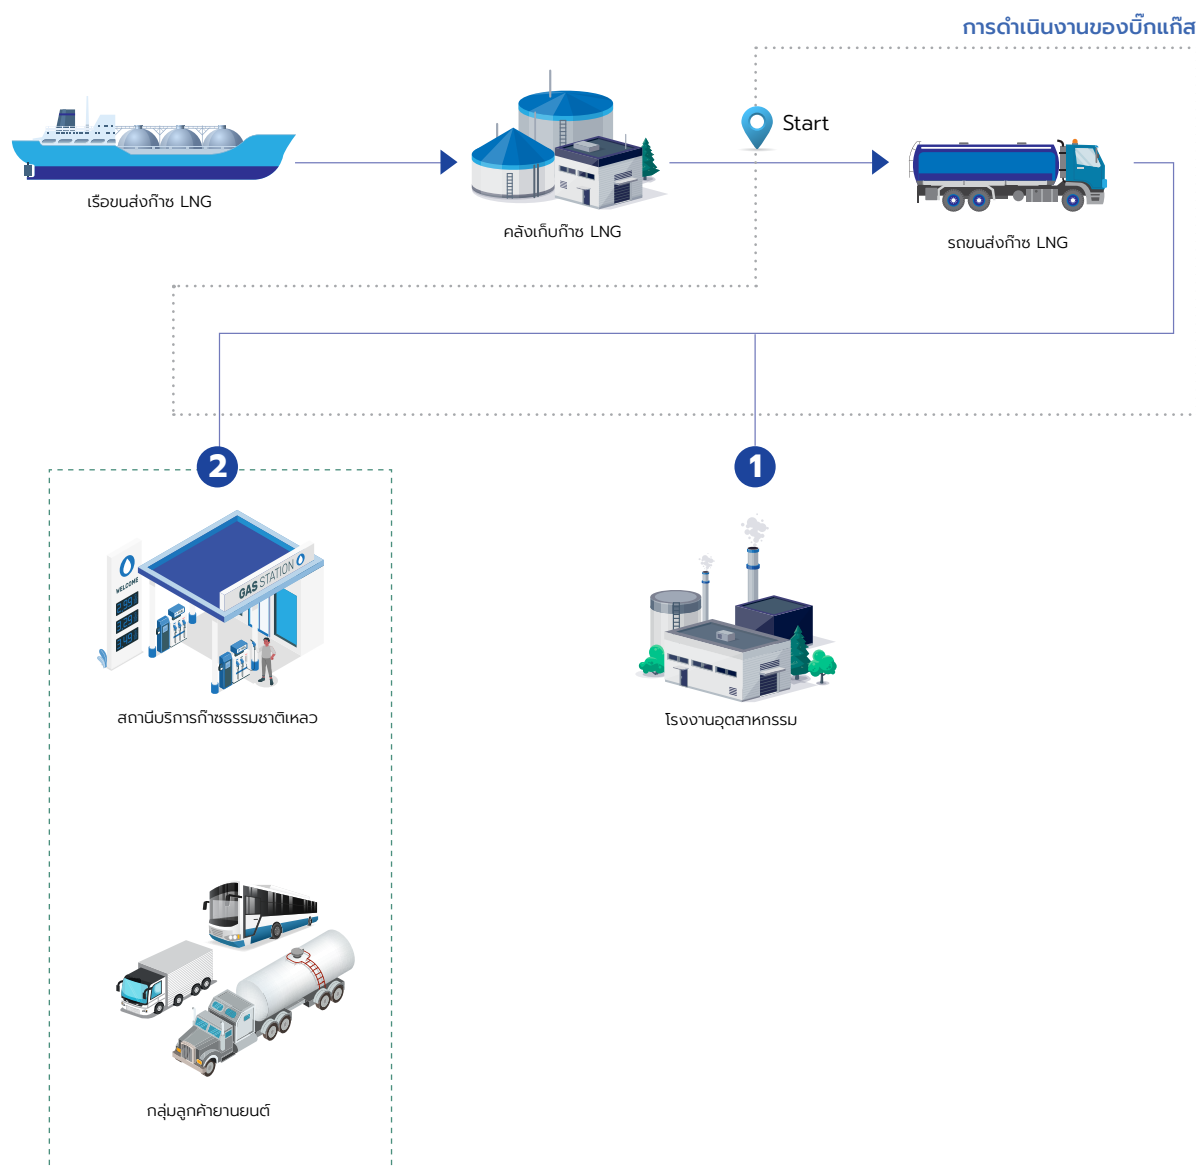 การดำเนินงานของบิ๊กแก๊ส
Start
เรือขนส่งก๊าซ LNG
คลังเก็บก๊าซ LNG
รถขนส่งก๊าซ LNG
2
1
WELCOME
GAS STATION
สถานีบริการก๊าซธรรมชาติเหลว
โรงงานอุตสาหกรรม
กลุ่มลูกค้ายานยนต์